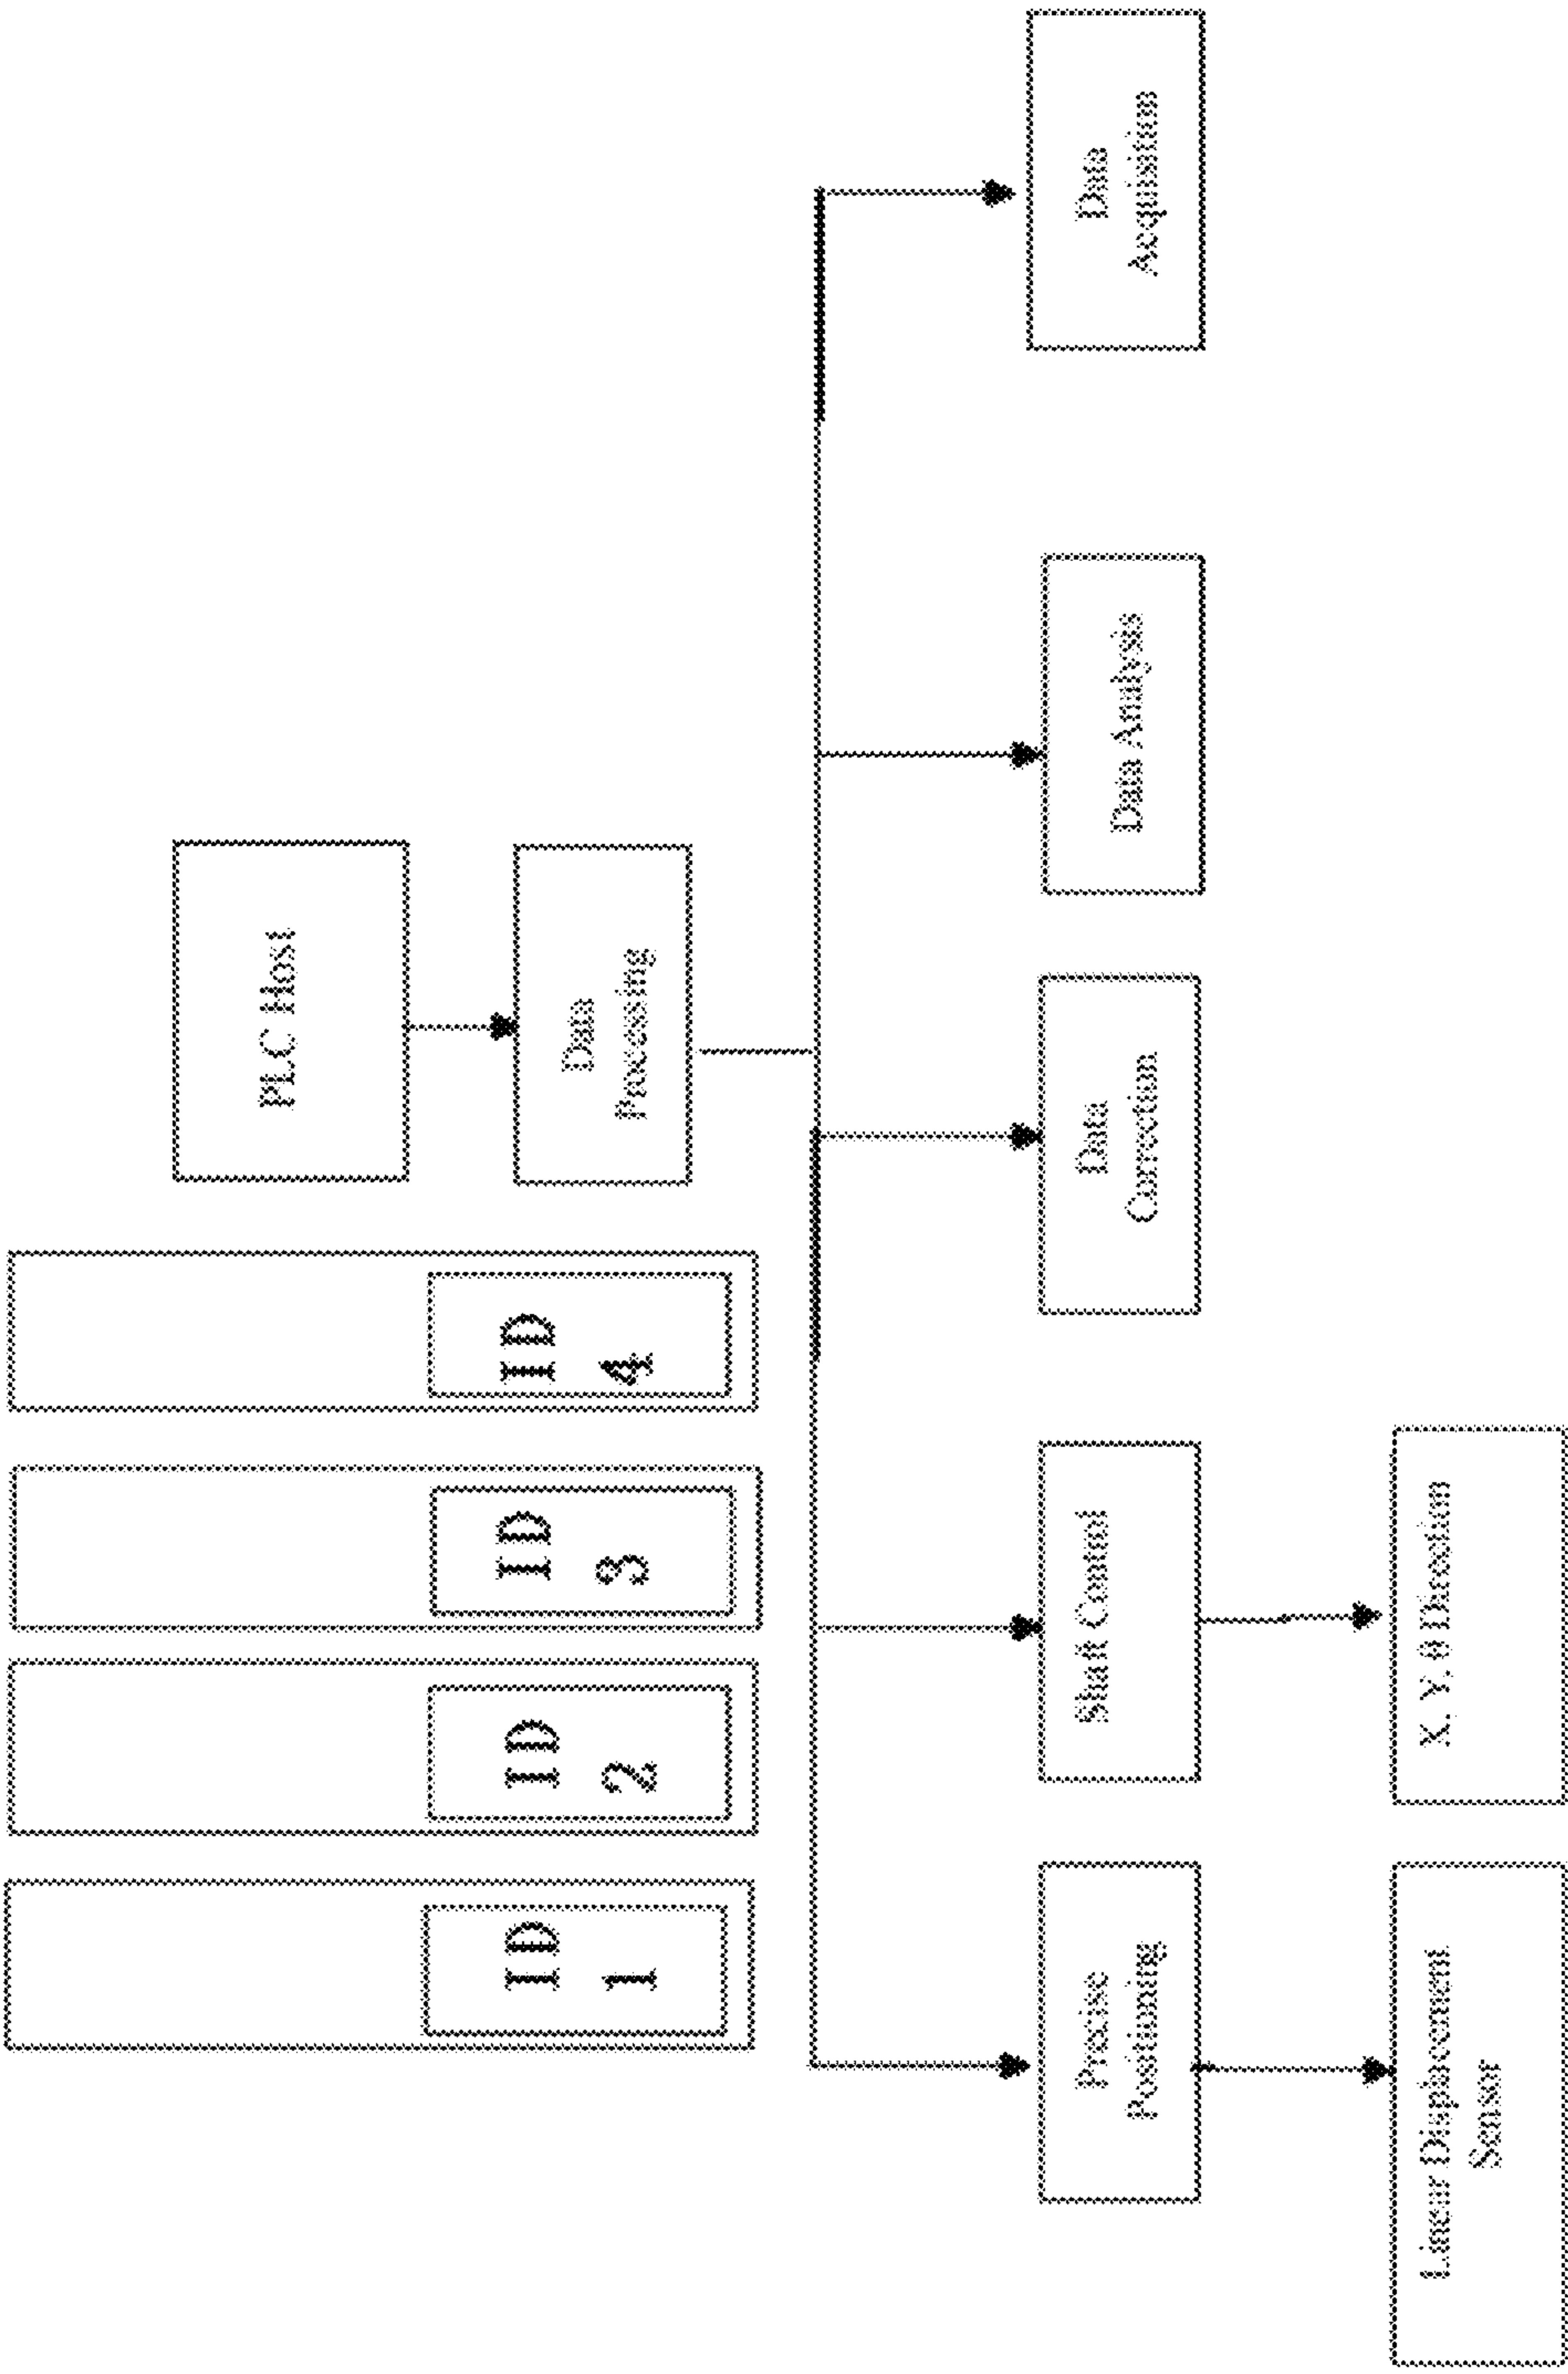 ID
1
ID
2
ID
3
ID
4
PLC Host
Data
Processing
Precise
Positioning
Shaft Control
Data
Correction
Data Analysis
Data
Acquisition
Linear Displacement
Sensor
X. Y. θ Direction